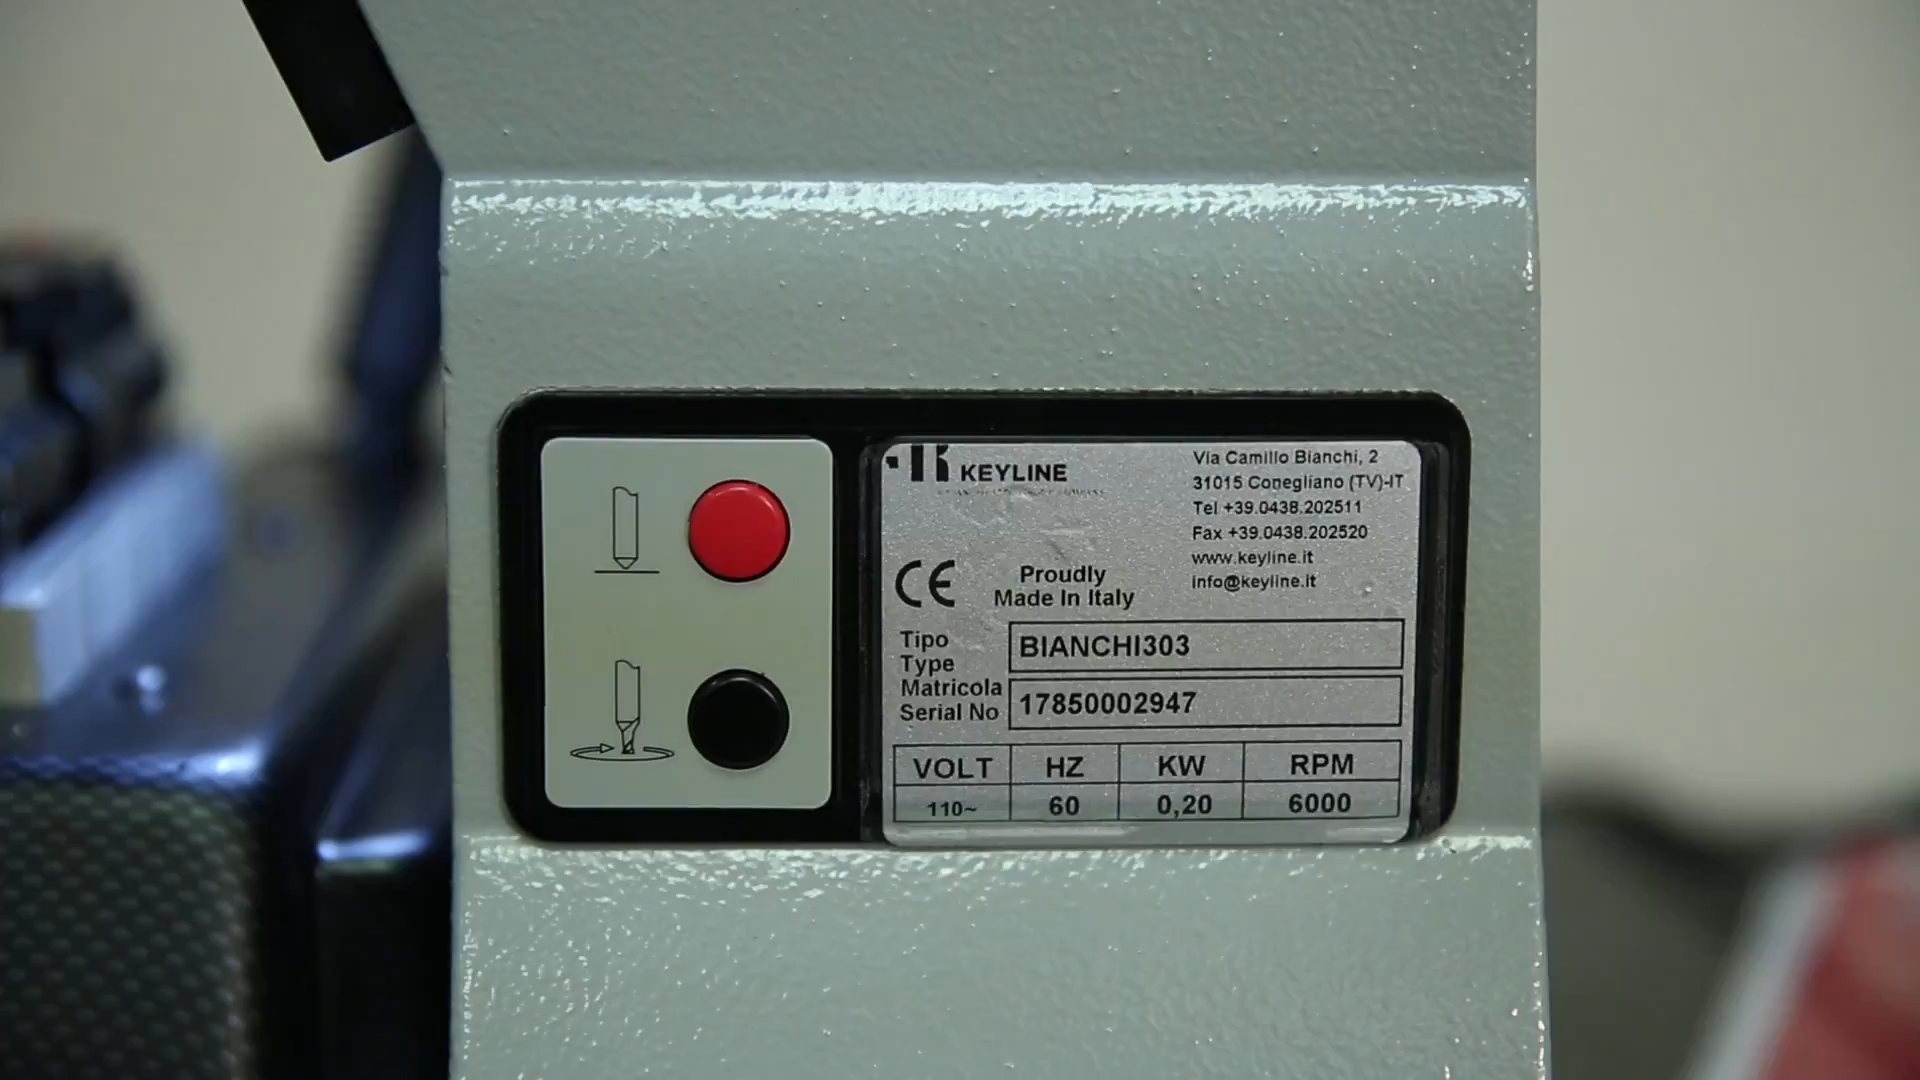 KEYLINE
Via Camillo Bianchi, 2
31015 Conegliano (TV)-IT
Tel +39.0438.202511
Fax +39.0438.202520
www.keyline.it
info@keyline.it
CE
Proudly
Made In Italy
Tipo
Type
BIANCHI303
Matricola
Serial No
17850002947
VOLT HZ KW RPM
110~ 60 0,20 6000